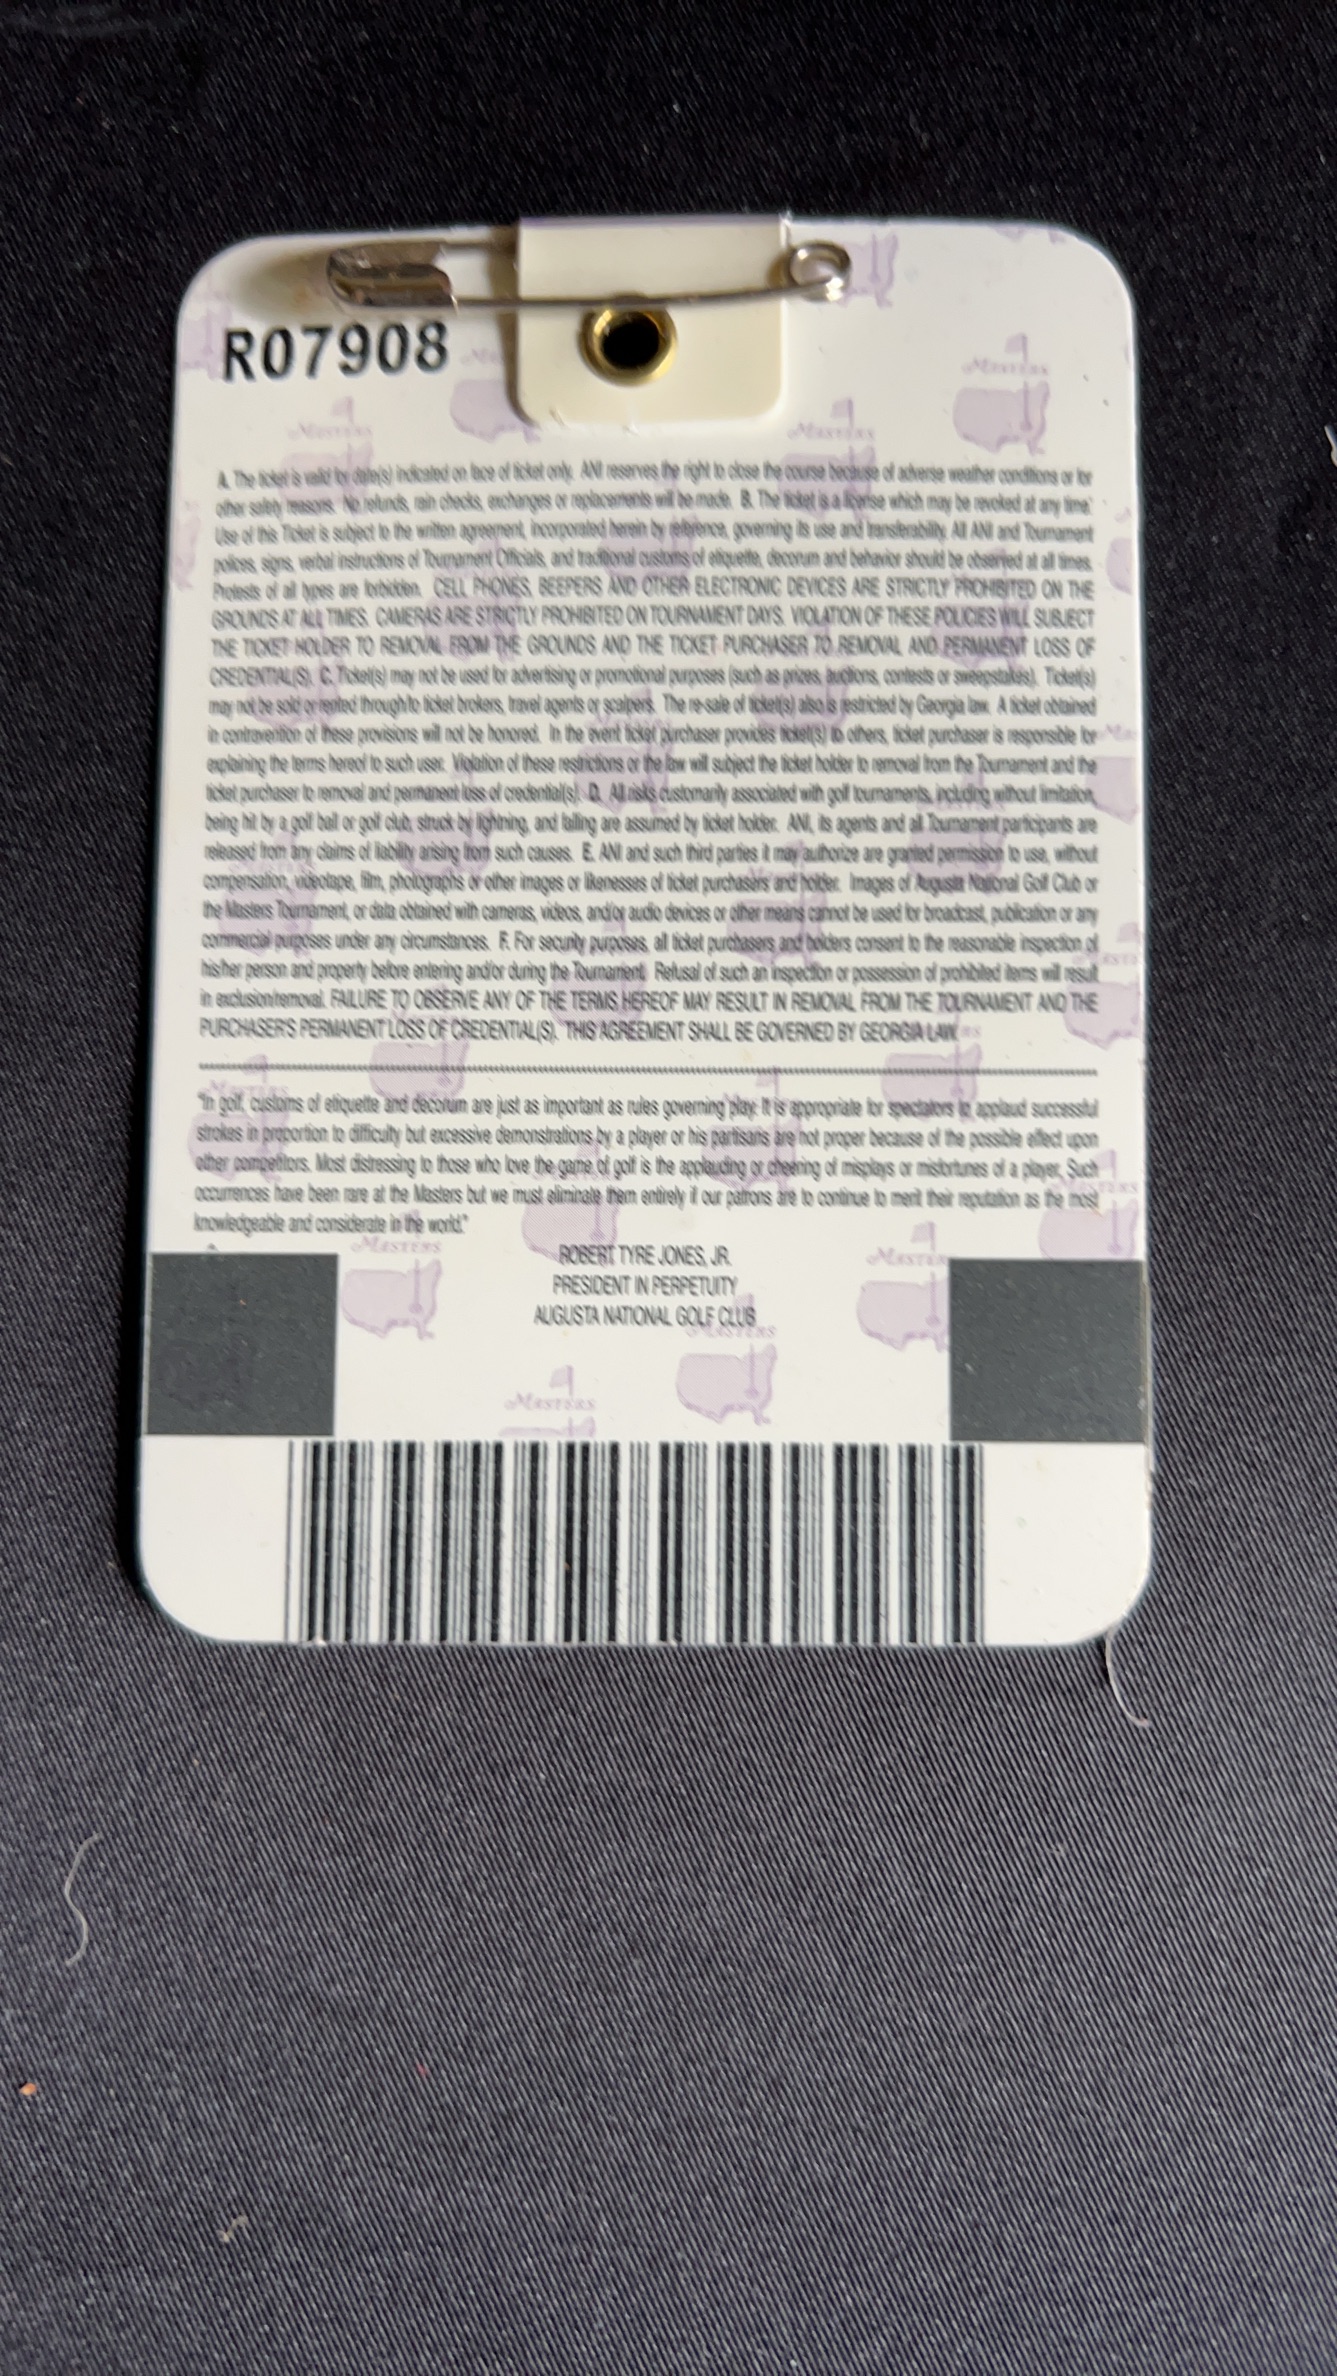 R07908
A. The ticket is valid for date(s) indicated on face of ticket only. ANI reserves the right to close the course because of adverse weather conditions or for
other safety reasons. No refunds, rain checks, exchanges or replacements will be made. B. The ticket is a license which may be revoked at any time.
Use of this Ticket is subject to the written agreement, incorporated herein by reference, governing its use and transferability. All ANI and Tournament
polices, signs, verbal instructions of Tournament Officials, and traditional customs of etiquette, decorum and behavior should be observed at all times.
Protests of all types are forbidden. CELL PHONES, BEEPERS AND OTHER ELECTRONIC DEVICES ARE STRICTLY PROHIBITED ON THE
GROUNDS AT ALL TIMES. CAMERAS ARE STRICTLY PROHIBITED ON TOURNAMENT DAYS. VIOLATION OF THESE POLICIES WILL SUBJECT
THE TICKET HOLDER TO REMOVAL FROM THE GROUNDS AND THE TICKET PURCHASER TO REMOVAL AND PERMANENT LOSS OF
CREDENTIAL(S). C. Ticket(s) may not be used for advertising or promotional purposes (such as prizes, auctions, contests or sweepstakes). Ticket(s)
may not be sold or rented through/to ticket brokers, travel agents or scalpers. The re-sale of ticket(s) also is restricted by Georgia law. A ticket obtained
in contravention of these provisions will not be honored. In the event ticket purchaser provides ticket(s) to others, ticket purchaser is responsible for
explaining the terms hereof to such user. Violation of these restrictions or the law will subject the ticket holder to removal from the Tournament and the
ticket purchaser to removal and permanent loss of credential(s). D. All risks customarily associated with golf tournaments, including without limitation,
being hit by a golf ball or golf club, struck by lightning, and falling are assumed by ticket holder. ANI, its agents and all Tournament participants are
released from any claims of liability arising from such causes. E. ANI and such third parties it may authorize are granted permission to use, without
compensation, videotape, film, photographs or other images or likenesses of ticket purchasers and holder. Images of Augusta National Golf Club or
the Masters Tournament, or data obtained with cameras, videos, and/or audio devices or other means cannot be used for broadcast, publication or any
commercial purposes under any circumstances. F. For security purposes, all ticket purchasers and holders consent to the reasonable inspection of
his/her person and property before entering and/or during the Tournament. Refusal of such an inspection or possession of prohibited items will result
in exclusion/removal. FAILURE TO OBSERVE ANY OF THE TERMS HEREOF MAY RESULT IN REMOVAL FROM THE TOURNAMENT AND THE
PURCHASER'S PERMANENT LOSS OF CREDENTIAL(S). THIS AGREEMENT SHALL BE GOVERNED BY GEORGIA LAW.
"In golf, customs of etiquette and decorum are just as important as rules governing play. It is appropriate for spectators to applaud successful
strokes in proportion to difficulty but excessive demonstrations by a player or his partisans are not proper because of the possible effect upon
other competitors. Most distressing to those who love the game of golf is the applauding or cheering of misplays or misfortunes of a player. Such
occurrences have been rare at the Masters but we must eliminate them entirely if our patrons are to continue to merit their reputation as the most
knowledgeable and considerate in the world."
ROBERT TYRE JONES, JR.
PRESIDENT IN PERPETUITY
AUGUSTA NATIONAL GOLF CLUB
MASTERS
MASTERS
MASTERS
MASTERS